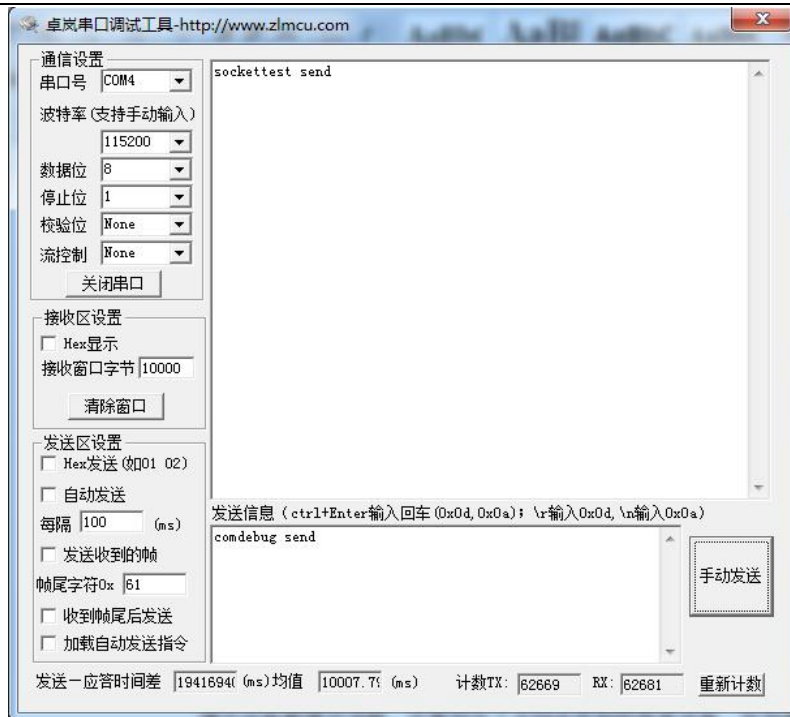 卓岚串口调试工具-http://www.zlmcu.com
通信设置
串口号 COM4
波特率(支持手动输入)
115200
数据位 8
停止位 1
校验位 None
流控制 None
关闭串口
接收区设置
Hex显示
接收窗口字节 10000
清除窗口
发送区设置
Hex发送(如01 02)
自动发送
每隔 100 (ms)
发送收到的帧
帧尾字符0x 61
收到帧尾后发送
加载自动发送指令
sockettest send
发送信息(ctrl+Enter输入回车(0x0d,0x0a); \r输入0x0d, \n输入0x0a)
comdebug send
手动发送
发送一应答时间差 1941694( (ms)均值 10007.79 (ms) 计数TX: 62669 RX: 62681 重新计数